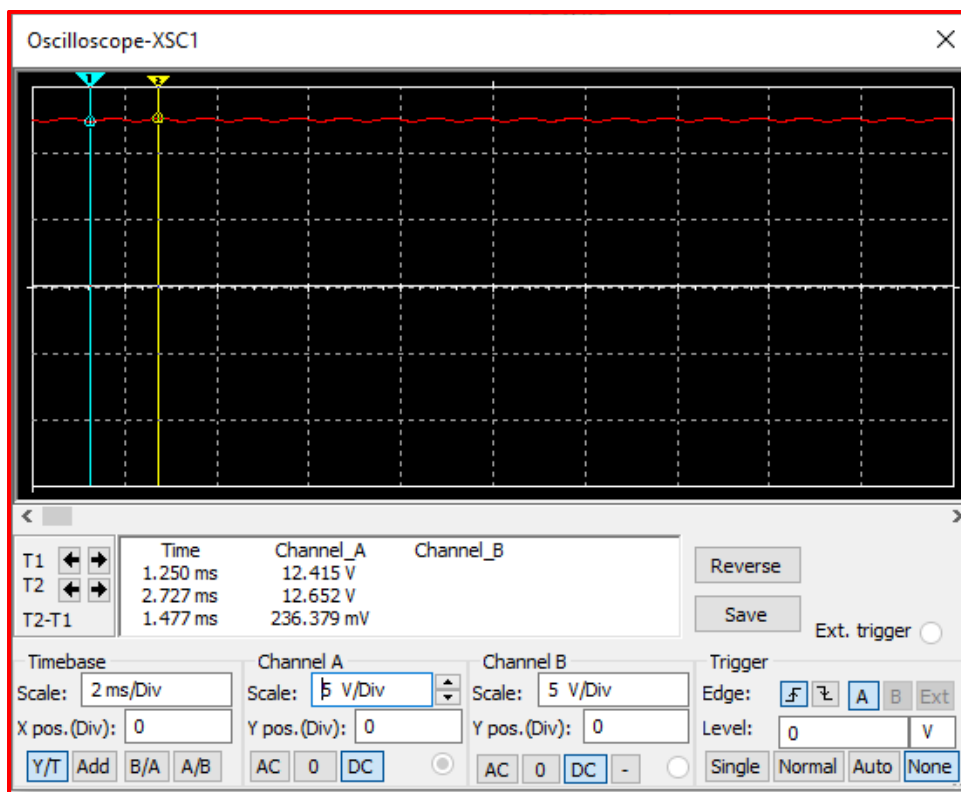 Oscilloscope-XSC1
1 2
Time Channel_A Channel_B
T1 1.250 ms 12.415 V
T2 2.727 ms 12.652 V
T2-T1 1.477 ms 236.379 mV
Reverse
Save
Ext. trigger
Timebase
Scale: 2 ms/Div
X pos.(Div): 0
Y/T Add B/A A/B
Channel A
Scale: 5 V/Div
Y pos.(Div): 0
AC 0 DC
Channel B
Scale: 5 V/Div
Y pos.(Div): 0
AC 0 DC -
Trigger
Edge: A B Ext
Level: 0 V
Single Normal Auto None